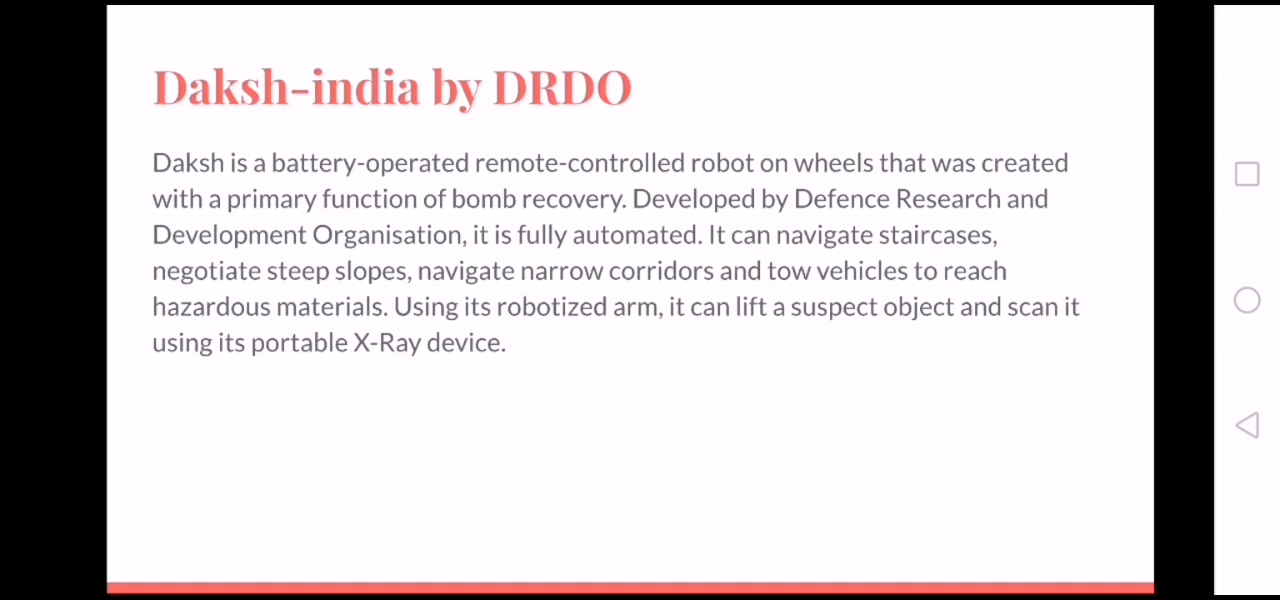 Daksh-india by DRDO
Daksh is a battery-operated remote-controlled robot on wheels that was created
with a primary function of bomb recovery. Developed by Defence Research and
Development Organisation, it is fully automated. It can navigate staircases,
negotiate steep slopes, navigate narrow corridors and tow vehicles to reach
hazardous materials. Using its robotized arm, it can lift a suspect object and scan it
using its portable X-Ray device.